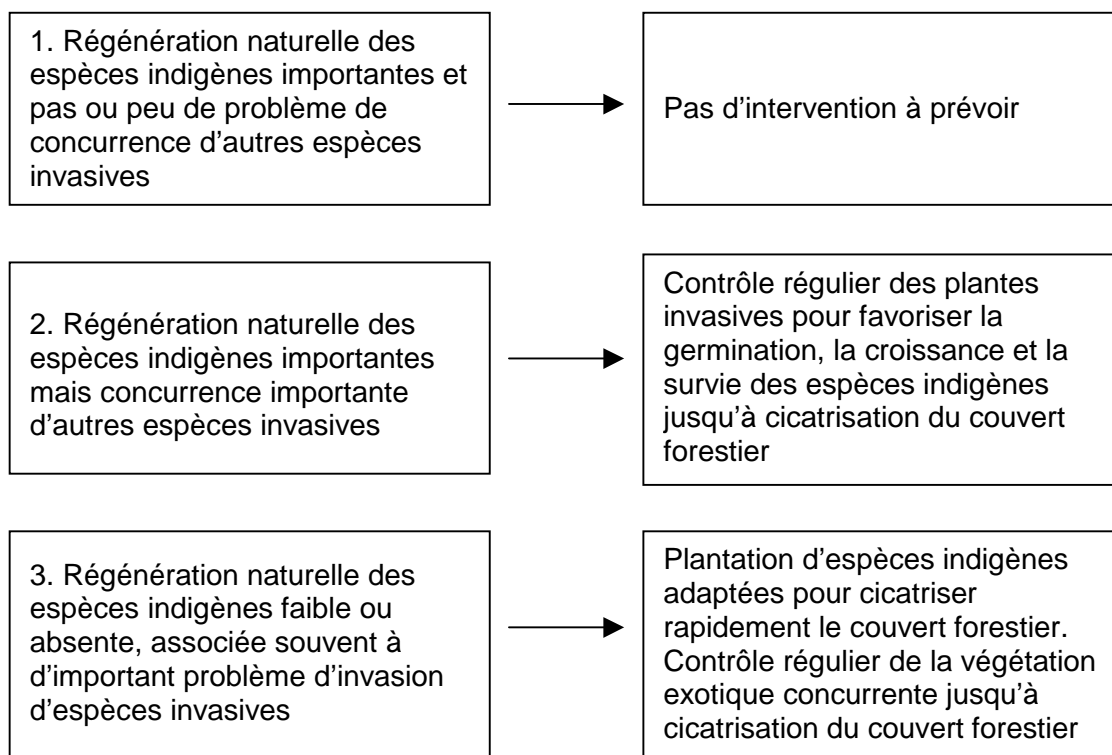 1. Régénération naturelle des
espèces indigènes importantes et
pas ou peu de problème de
concurrence d'autres espèces
invasives
Pas d'intervention à prévoir
2. Régénération naturelle des
espèces indigènes importantes
mais concurrence importante
d'autres espèces invasives
Contrôle régulier des plantes
invasives pour favoriser la
germination, la croissance et la
survie des espèces indigènes
jusqu'à cicatrisation du couvert
forestier
3. Régénération naturelle des
espèces indigènes faible ou
absente, associée souvent à
d'important problème d'invasion
d'espèces invasives
Plantation d'espèces indigènes
adaptées pour cicatriser
rapidement le couvert forestier.
Contrôle régulier de la végétation
exotique concurrente jusqu'à
cicatrisation du couvert forestier